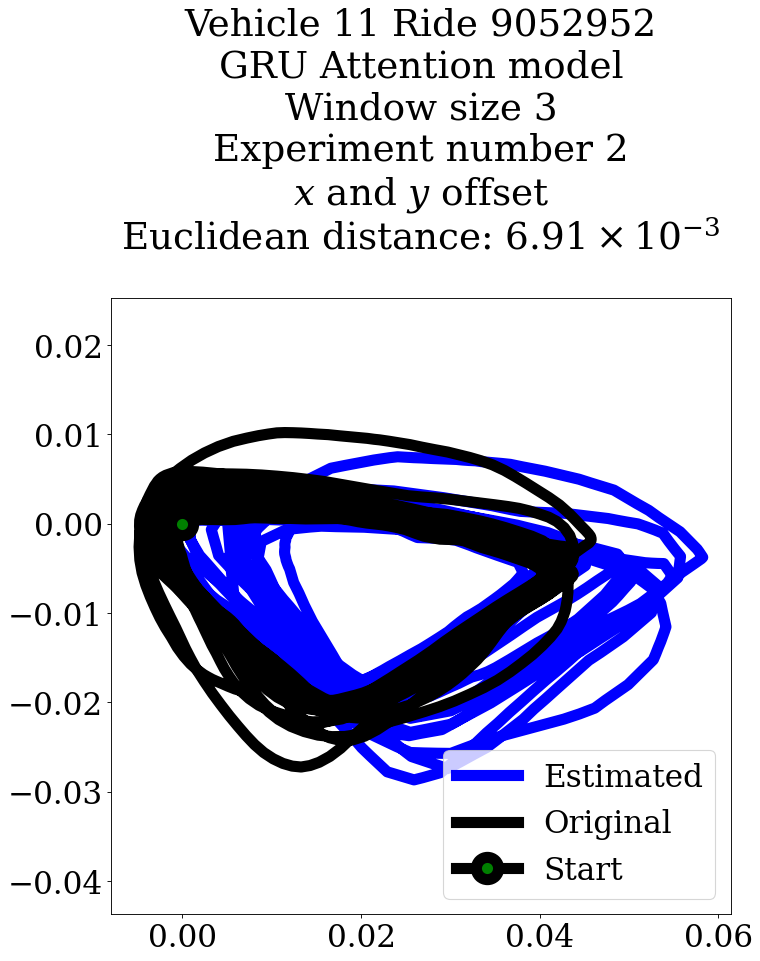 Vehicle 11 Ride 9052952
GRU Attention model
Window size 3
Experiment number 2
x and y offset
Euclidean distance: 6.91 × 10⁻³
0.02
0.01
0.00
−0.01
−0.02
−0.03
−0.04
Estimated
Original
Start
0.00 0.02 0.04 0.06